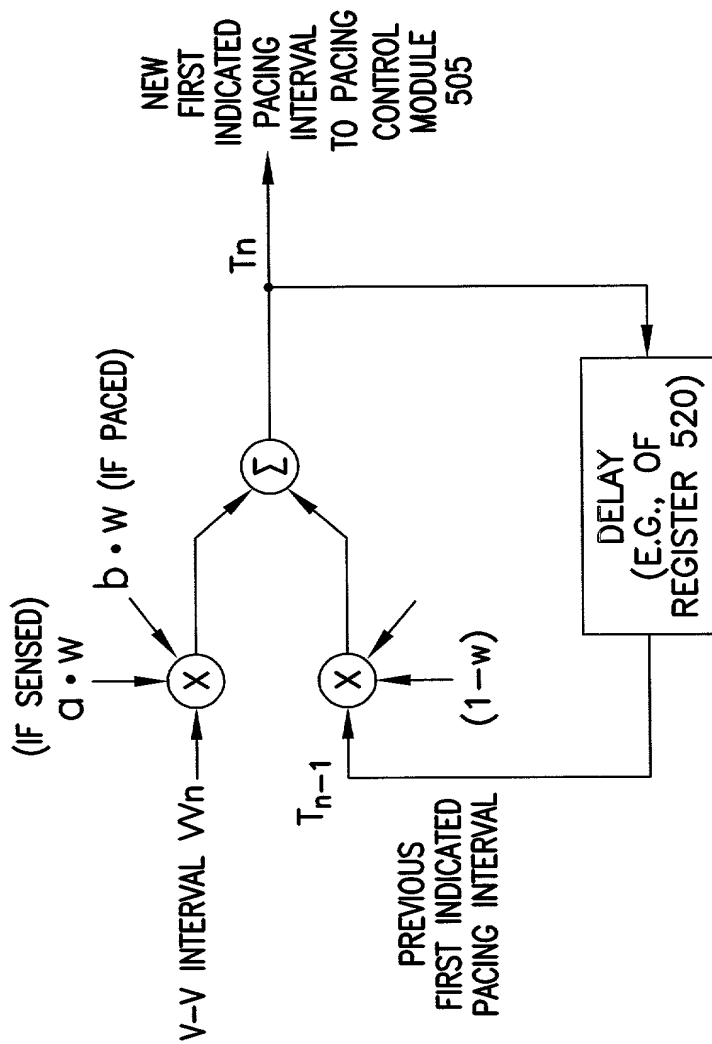 (IF SENSED)
a • W
b • W (IF PACED)
V-V INTERVAL VVn
X
Σ
Tn
NEW
FIRST
INDICATED
PACING
INTERVAL
TO PACING
CONTROL
MODULE
505
Tn-1
X
(1-w)
PREVIOUS
FIRST INDICATED
PACING INTERVAL
DELAY
(E.G., OF
REGISTER 520)